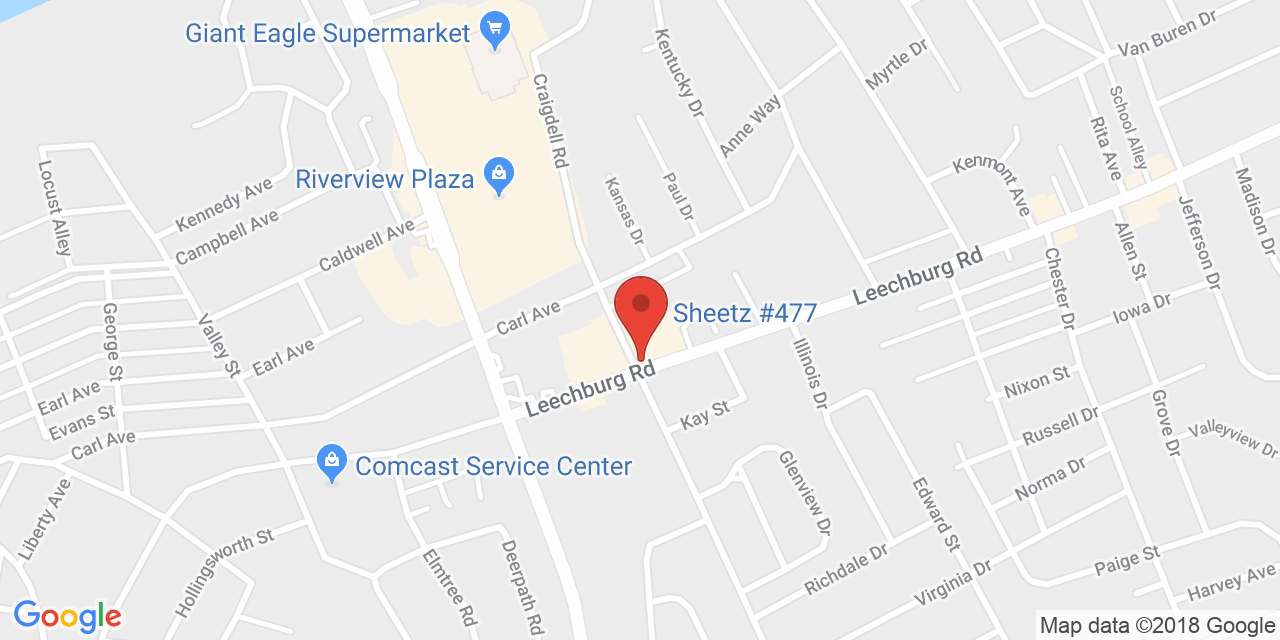 Giant Eagle Supermarket
Van Buren Dr
Kentucky Dr
Myrtle Dr
Craigdell Rd
School Alley
Anne Way
Rita Ave
Riverview Plaza
Locust Alley
Kennedy Ave
Kansas Dr
Paul Dr
Kenmont Ave
Madison Dr
Campbell Ave
Caldwell Ave
Jefferson Dr
Allen St
Leechburg Rd
Chester Dr
Carl Ave
Sheetz #477
Iowa Dr
George St
Valley St
Earl Ave
Illinois Dr
Leechburg Rd
Nixon St
Earl Ave
Evans St
Carl Ave
Kay St
Russell Dr
Grove Dr
Valleyview Dr
Comcast Service Center
Glenview Dr
Norma Dr
Liberty Ave
Edward St
Hollingsworth St
Elmtree Rd
Deerpath Rd
Richdale Dr
Virginia Dr
Paige St
Harvey Ave
Google
Map data ©2018 Google